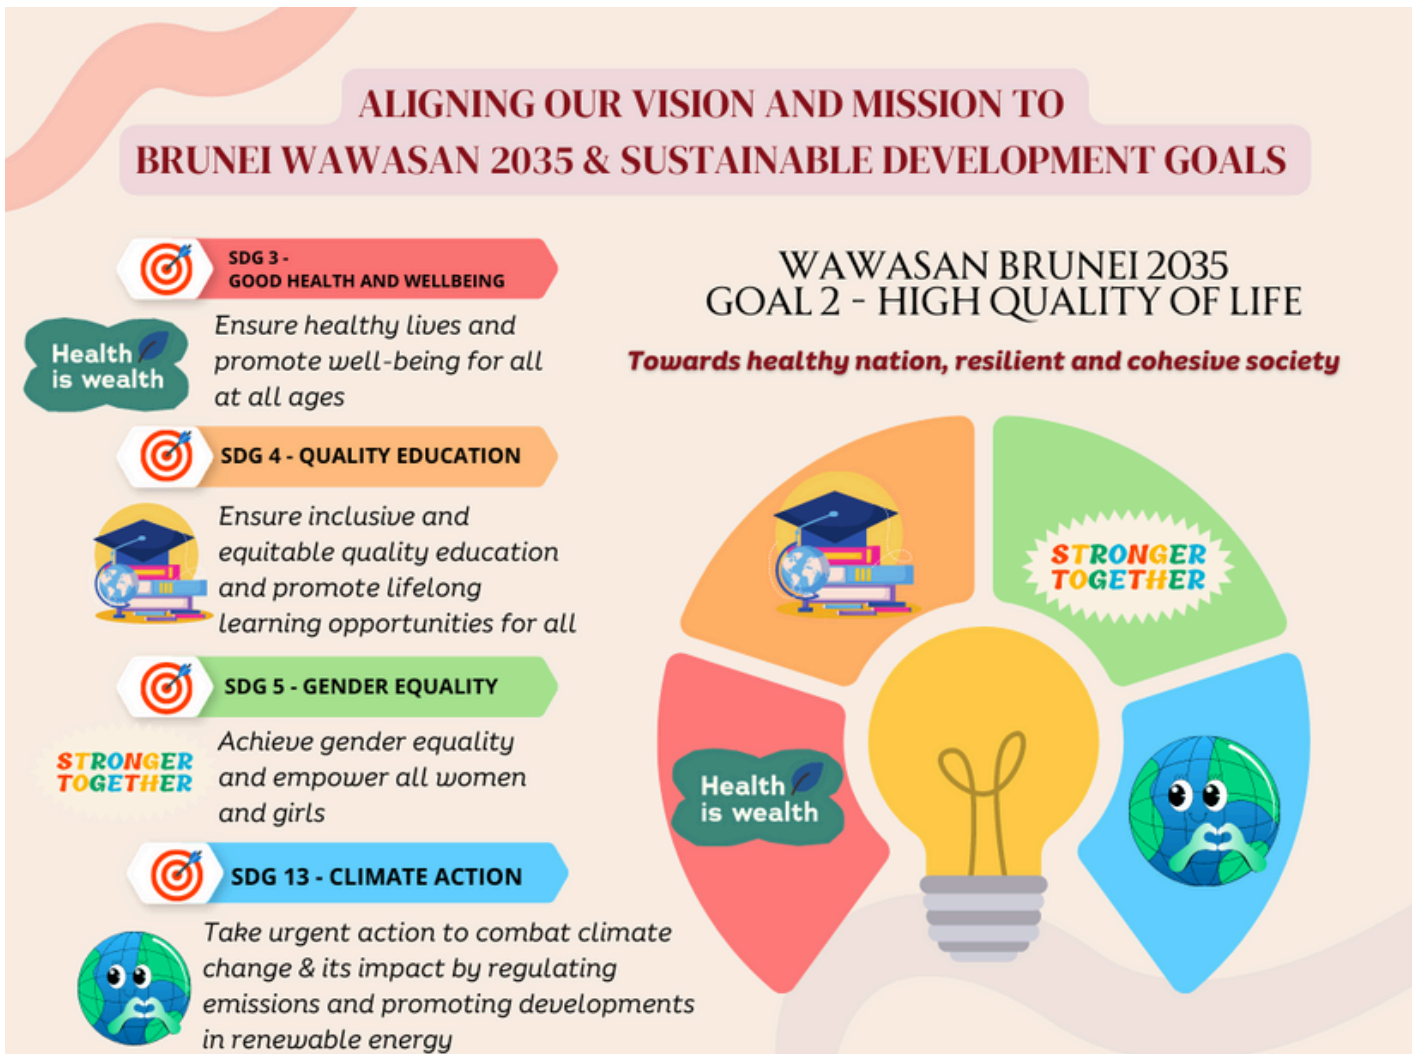 ALIGNING OUR VISION AND MISSION TO
BRUNEI WAWASAN 2035 & SUSTAINABLE DEVELOPMENT GOALS
SDG 3 -
GOOD HEALTH AND WELLBEING
Health
is wealth
Ensure healthy lives and
promote well-being for all
at all ages
SDG 4 - QUALITY EDUCATION
Ensure inclusive and
equitable quality education
and promote lifelong
learning opportunities for all
SDG 5 - GENDER EQUALITY
STRONGER
TOGETHER
Achieve gender equality
and empower all women
and girls
SDG 13 - CLIMATE ACTION
Take urgent action to combat climate
change & its impact by regulating
emissions and promoting developments
in renewable energy
WAWASAN BRUNEI 2035
GOAL 2 - HIGH QUALITY OF LIFE
Towards healthy nation, resilient and cohesive society
STRONGER
TOGETHER
Health
is wealth